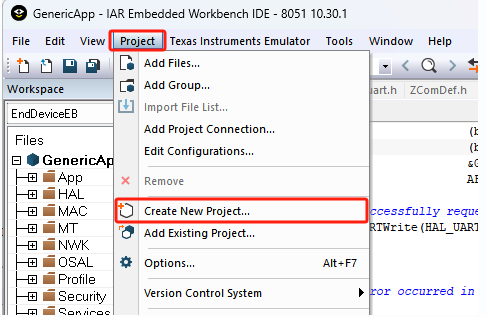 GenericApp - IAR Embedded Workbench IDE - 8051 10.30.1
File Edit View Project Texas Instruments Emulator Tools Window Help
Workspace
EndDeviceEB
Files
GenericApp
App
HAL
MAC
MT
NWK
OSAL
Profile
Security
Services
Add Files...
Add Group...
Import File List...
Add Project Connection...
Edit Configurations...
Remove
Create New Project...
Add Existing Project...
Options... Alt+F7
Version Control System
uart.h ZComDef.h
(b
(b
&G
AF
ccessfully reque
RTWrite(HAL_UART
ror occurred in